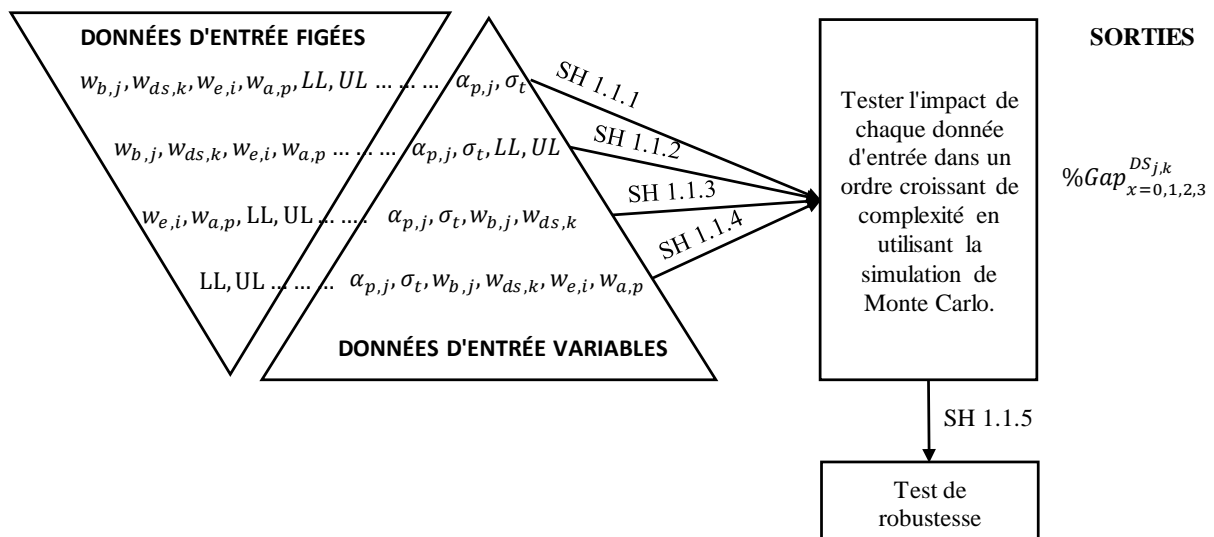 DONNÉES D'ENTRÉE FIGÉES
SORTIES
w_{b,j}, w_{ds,k}, w_{e,i}, w_{a,p}, LL, UL … … … α_{p,j}, σ_t
SH 1.1.1
w_{b,j}, w_{ds,k}, w_{e,i}, w_{a,p} … … … α_{p,j}, σ_t, LL, UL
SH 1.1.2
w_{e,i}, w_{a,p}, LL, UL … …. α_{p,j}, σ_t, w_{b,j}, w_{ds,k}
SH 1.1.3
LL, UL … … … α_{p,j}, σ_t, w_{b,j}, w_{ds,k}, w_{e,i}, w_{a,p}
SH 1.1.4
DONNÉES D'ENTRÉE VARIABLES
Tester l'impact de
chaque donnée
d'entrée dans un
ordre croissant de
complexité en
utilisant la
simulation de
Monte Carlo.
%Gap_{x=0,1,2,3}^{DS_{j,k}}
SH 1.1.5
Test de
robustesse